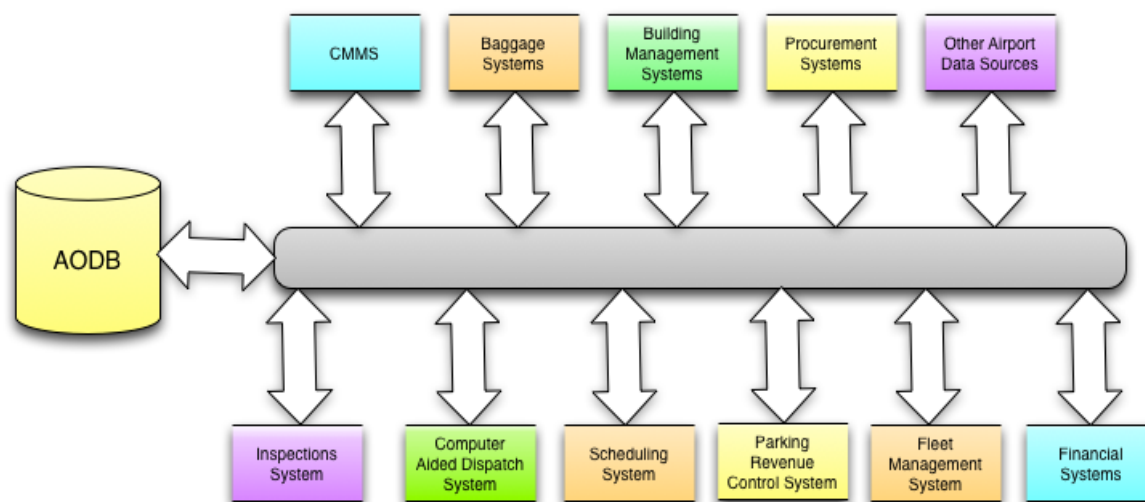 CMMS
Baggage
Systems
Building
Management
Systems
Procurement
Systems
Other Airport
Data Sources
AODB
Inspections
System
Computer
Aided Dispatch
System
Scheduling
System
Parking
Revenue
Control System
Fleet
Management
System
Financial
Systems